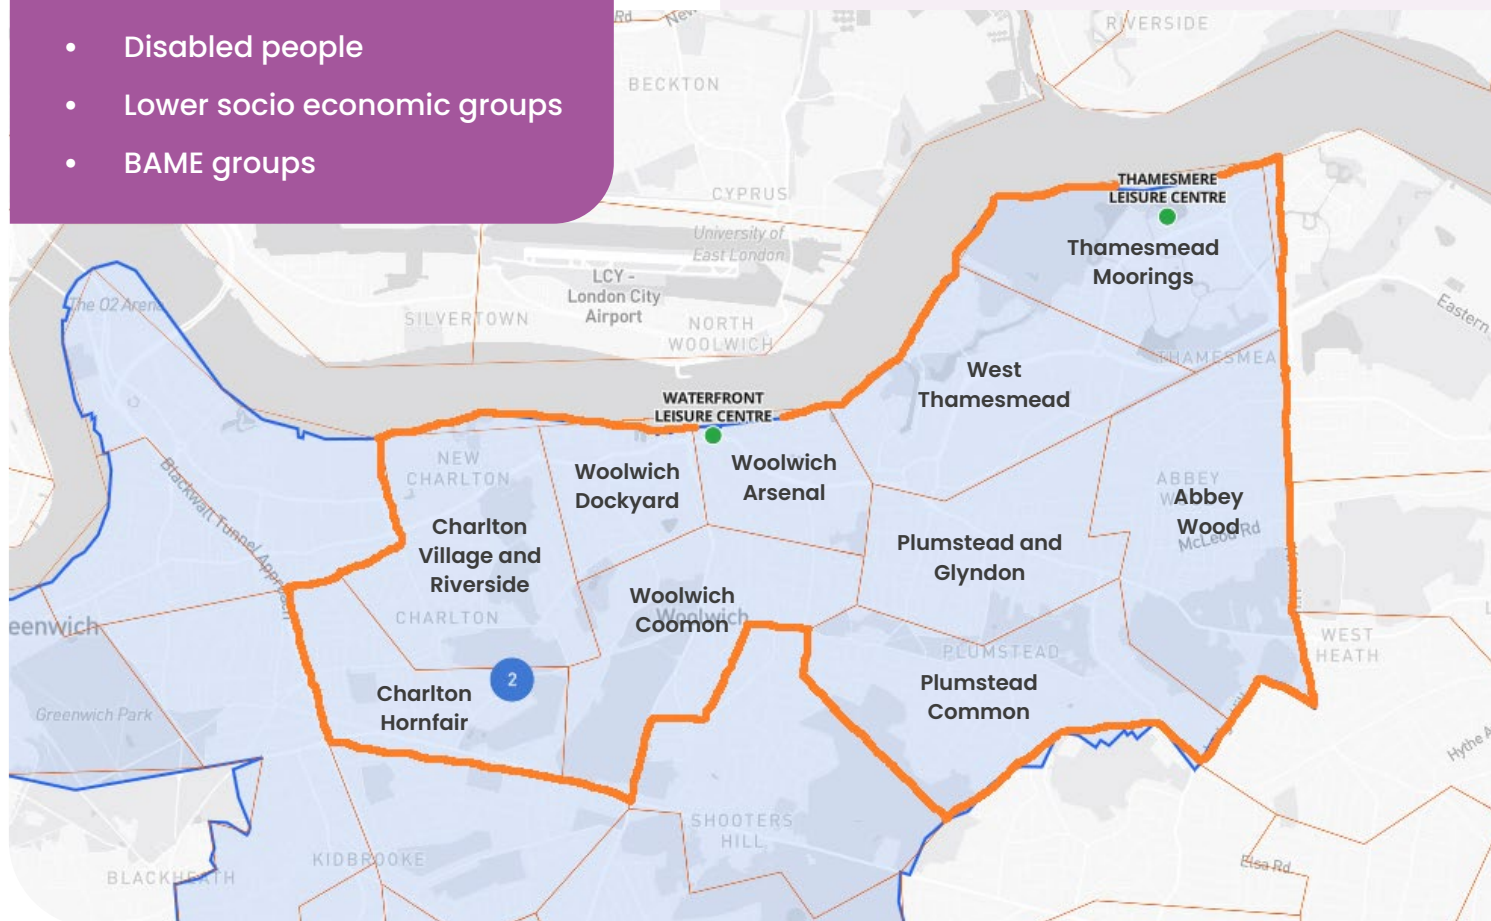 • Disabled people
• Lower socio economic groups
• BAME groups
Rd
RIVERSIDE
BECKTON
CYPRUS
University of
East London
LCY -
London City
Airport
SILVERTOWN
NORTH
WOOLWICH
The O2 Arena
THAMESMERE
LEISURE CENTRE
Thamesmead
Moorings
Eastern
THAMESMEA
West
Thamesmead
WATERFRONT
LEISURE CENTRE
NEW
CHARLTON
Woolwich
Dockyard
Woolwich
Arsenal
ABBEY
Abbey
Wood
McLeod Rd
Blackwall Tunnel Approach
Charlton
Village and
Riverside
Plumstead and
Glyndon
CHARLTON
Woolwich
Coomon
Woolwich
eenwich
WEST
HEATH
PLUMSTEAD
Plumstead
Common
2
Charlton
Hornfair
Greenwich Park
Hythe A
SHOOTERS
HILL
KIDBROOKE
BLACKHEATH
Elsa Rd